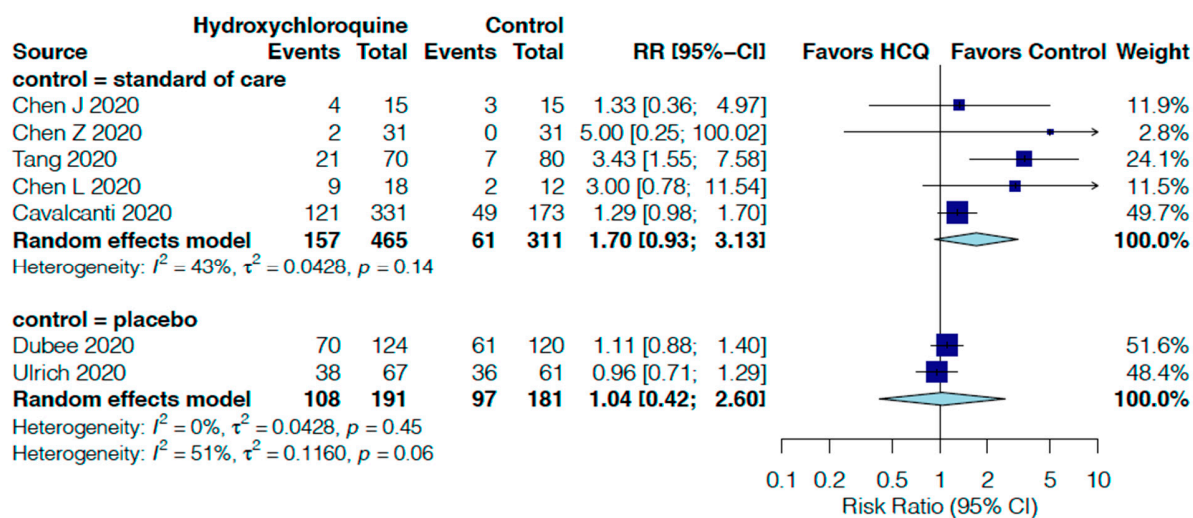 Hydroxychloroquine Control
Source Events Total Events Total RR [95%−CI] Favors HCQ Favors Control Weight
control = standard of care
Chen J 2020 4 15 3 15 1.33 [0.36; 4.97] 11.9%
Chen Z 2020 2 31 0 31 5.00 [0.25; 100.02] 2.8%
Tang 2020 21 70 7 80 3.43 [1.55; 7.58] 24.1%
Chen L 2020 9 18 2 12 3.00 [0.78; 11.54] 11.5%
Cavalcanti 2020 121 331 49 173 1.29 [0.98; 1.70] 49.7%
Random effects model 157 465 61 311 1.70 [0.93; 3.13] 100.0%
Heterogeneity: I² = 43%, τ² = 0.0428, p = 0.14
control = placebo
Dubee 2020 70 124 61 120 1.11 [0.88; 1.40] 51.6%
Ulrich 2020 38 67 36 61 0.96 [0.71; 1.29] 48.4%
Random effects model 108 191 97 181 1.04 [0.42; 2.60] 100.0%
Heterogeneity: I² = 0%, τ² = 0.0428, p = 0.45
Heterogeneity: I² = 51%, τ² = 0.1160, p = 0.06
0.1 0.2 0.5 1 2 5 10
Risk Ratio (95% CI)